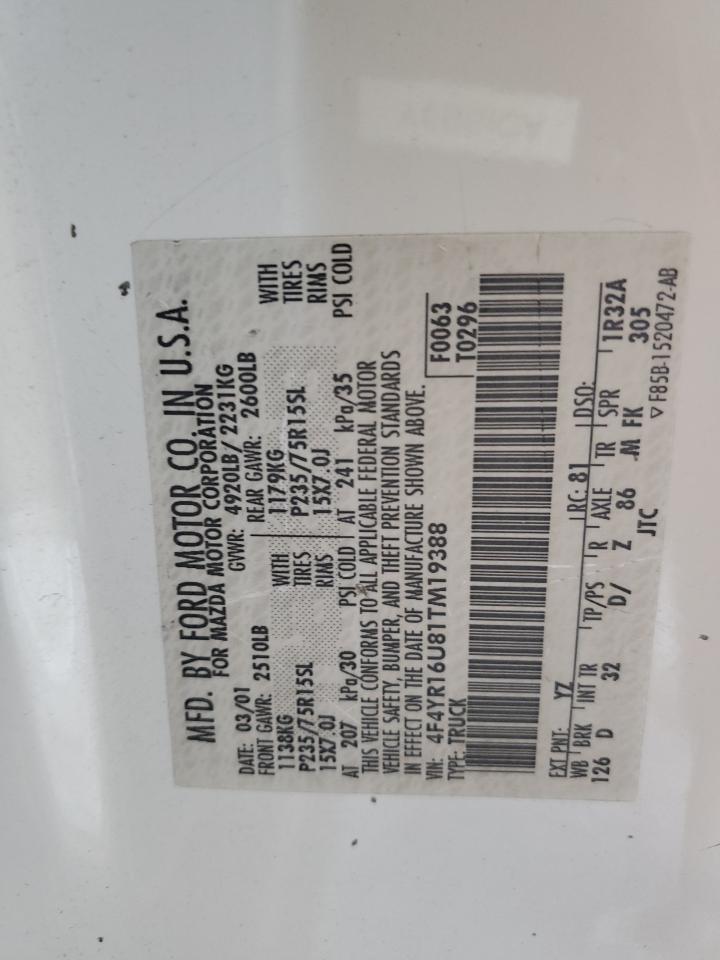 MFD. BY FORD MOTOR CO. IN U.S.A.
FOR MAZDA MOTOR CORPORATION
DATE: 03/01 GVWR: 4920LB/ 2231KG
FRONT GAWR: 2510LB REAR GAWR: 2600LB
1138KG WITH 1179KG WITH
P235/75R15SL TIRES P235/75R15SL TIRES
15X7.0J RIMS 15X7.0J RIMS
AT 207 kPa/30 PSI COLD AT 241 kPa/35 PSI COLD
THIS VEHICLE CONFORMS TO ALL APPLICABLE FEDERAL MOTOR
VEHICLE SAFETY, BUMPER, AND THEFT PREVENTION STANDARDS
IN EFFECT ON THE DATE OF MANUFACTURE SHOWN ABOVE.
VIN: 4F4YR16U81TM19388 F0063
TYPE: TRUCK T0296
EXT PNT: YZ RC: 81 DSO:
WB BRK INT TR TP/PS R AXLE TR SPR 1R32A
126 D 32 D/ Z 86 M FK 305
JTC
▽ F85B-1520472-AB